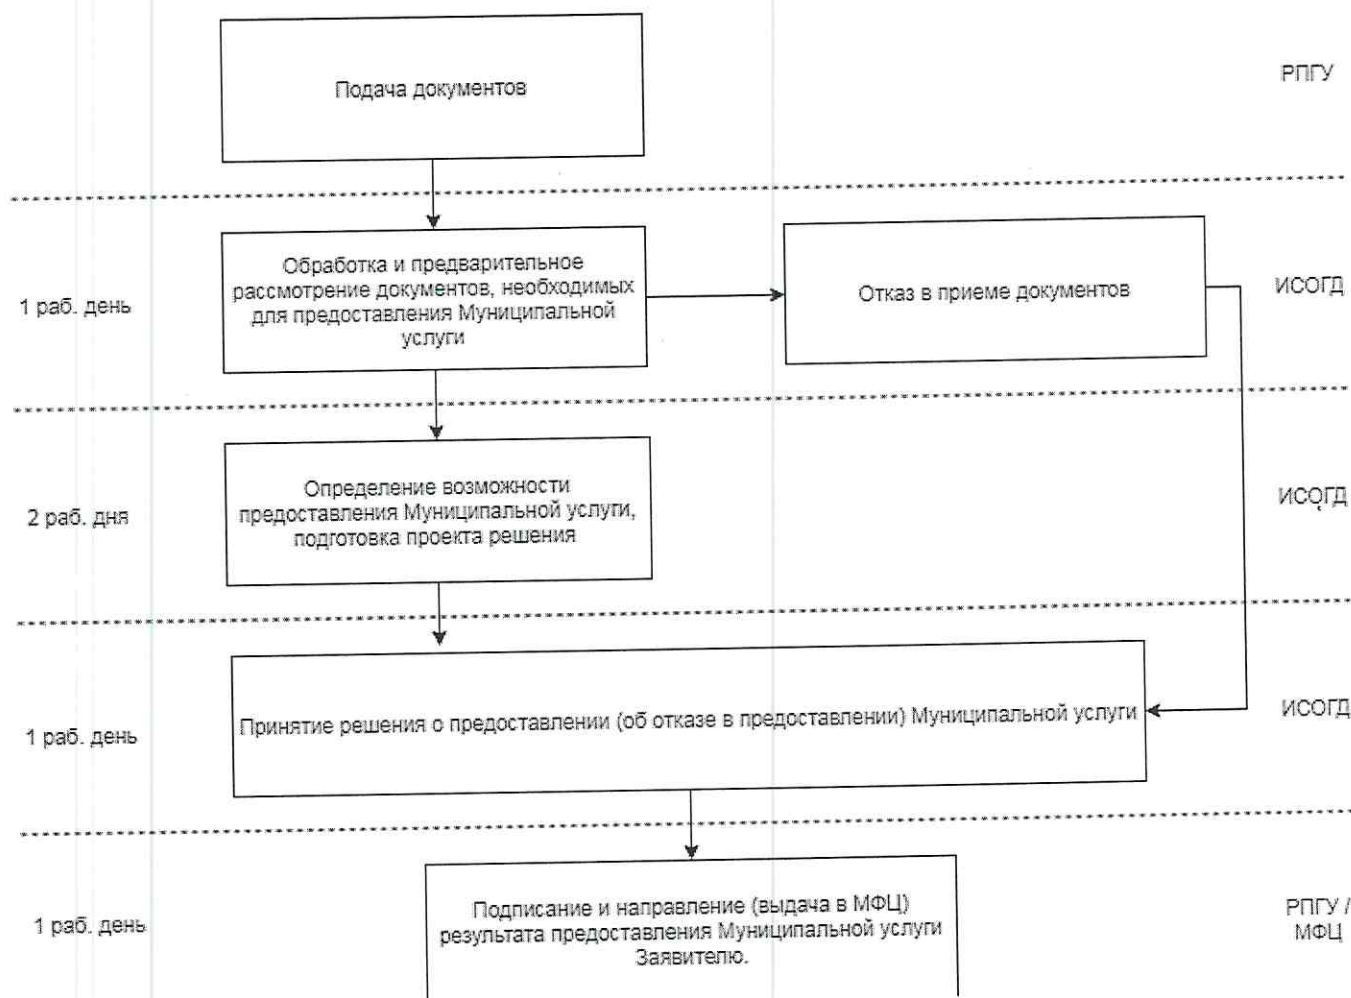 Подача документов
РПГУ
1 раб. день
Обработка и предварительное
рассмотрение документов, необходимых
для предоставления Муниципальной
услуги
Отказ в приеме документов
ИСОГД
2 раб. дня
Определение возможности
предоставления Муниципальной услуги,
подготовка проекта решения
ИСОГД
1 раб. день
Принятие решения о предоставлении (об отказе в предоставлении) Муниципальной услуги
ИСОГД
1 раб. день
Подписание и направление (выдача в МФЦ)
результата предоставления Муниципальной услуги
Заявителю.
РПГУ /
МФЦ